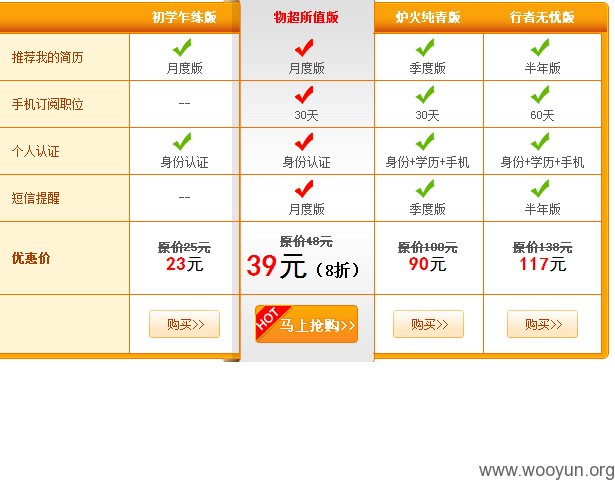 初学乍练版 物超所值版 炉火纯青版 行者无忧版
推荐我的简历 月度版 月度版 季度版 半年版
手机订阅职位 -- 30天 30天 60天
个人认证 身份认证 身份认证 身份+学历+手机 身份+学历+手机
短信提醒 -- 月度版 季度版 半年版
原价25元 原价48元 原价100元 原价138元
优惠价 23元 39元（8折） 90元 117元
购买>> HOT 马上抢购>> 购买>> 购买>>
www.wooyun.org